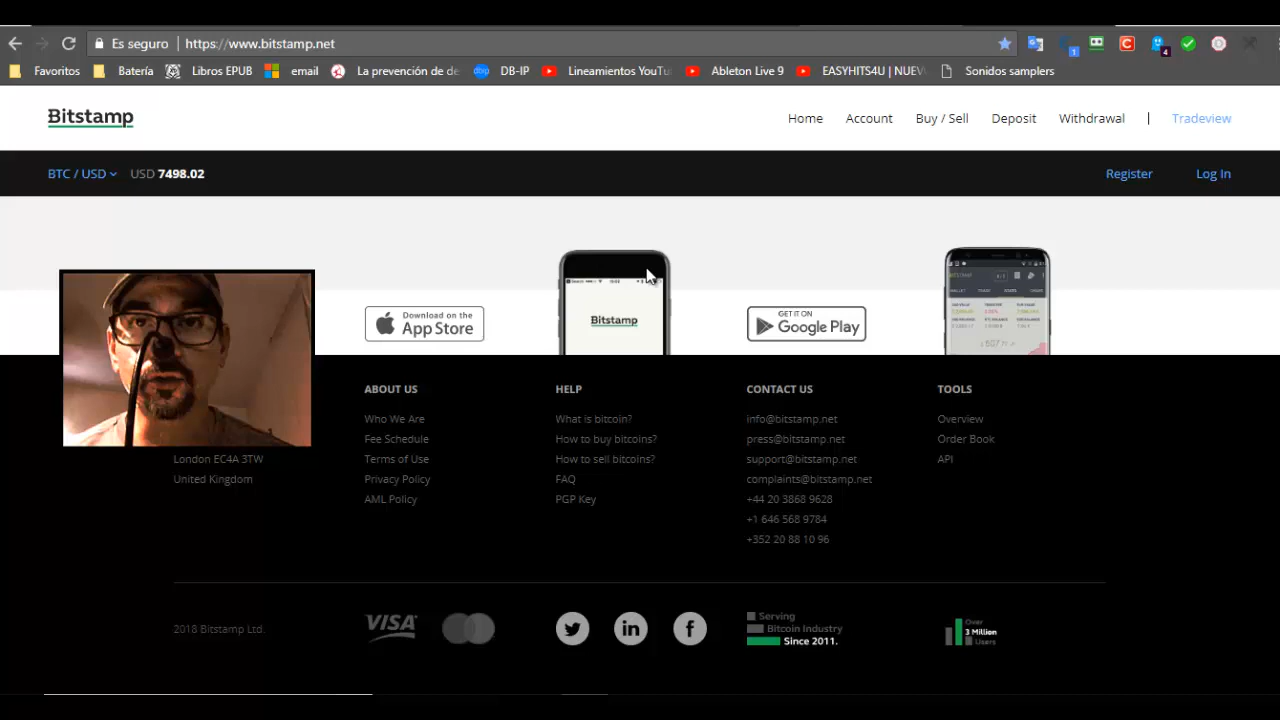 Es seguro https://www.bitstamp.net
Favoritos Batería Libros EPUB email La prevención de de DB-IP Lineamientos YouTu Ableton Live 9 EASYHITS4U | NUEV Sonidos samplers
Bitstamp
Home Account Buy / Sell Deposit Withdrawal | Tradeview
BTC / USD USD 7498.02 Register Log In
Download on the
App Store
Bitstamp
GET IT ON
Google Play
BITSTAMP
London EC4A 3TW
United Kingdom
ABOUT US
Who We Are
Fee Schedule
Terms of Use
Privacy Policy
AML Policy
HELP
What is bitcoin?
How to buy bitcoins?
How to sell bitcoins?
FAQ
PGP Key
CONTACT US
info@bitstamp.net
press@bitstamp.net
support@bitstamp.net
complaints@bitstamp.net
+44 20 3868 9628
+1 646 568 9784
+352 20 88 10 96
TOOLS
Overview
Order Book
API
2018 Bitstamp Ltd.
VISA
Serving
Bitcoin Industry
Since 2011.
Over
3 Million
Users